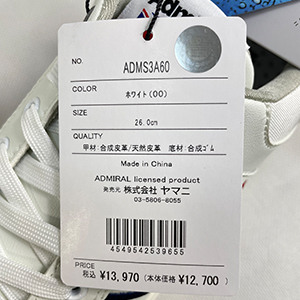 NO. ADMS3A60
COLOR ホワイト(00)
SIZE 26.0cm
QUALITY
甲材:合成皮革/天然皮革 底材:合成ゴム
Made in China
ADMIRAL licensed product
発売元 株式会社 ヤマニ
03-5806-8055
4549542539655
PRICE
税込 ¥13,970 (本体価格 ¥12,700)